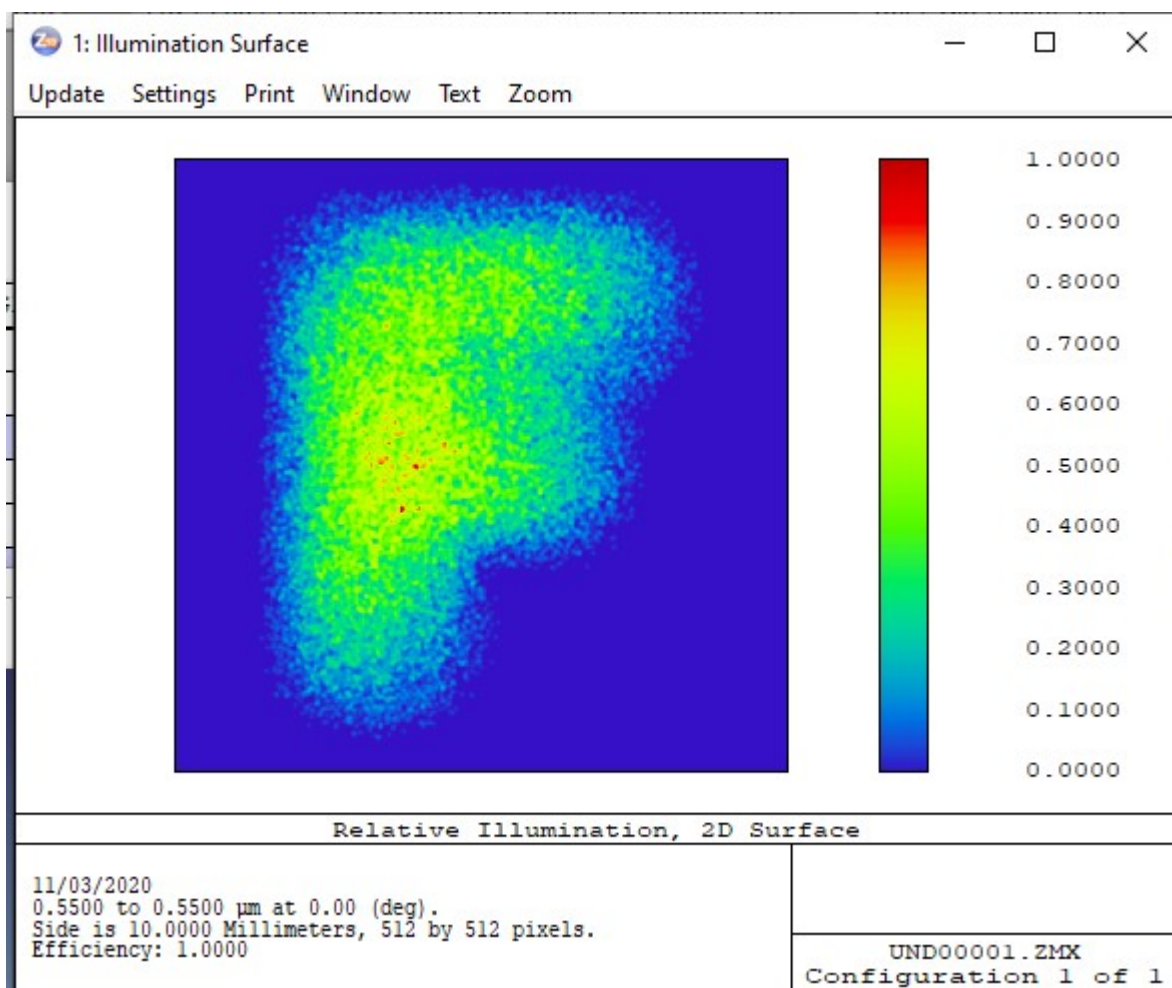 1: Illumination Surface
Update Settings Print Window Text Zoom
1.0000
0.9000
0.8000
0.7000
0.6000
0.5000
0.4000
0.3000
0.2000
0.1000
0.0000
Relative Illumination, 2D Surface
11/03/2020
0.5500 to 0.5500 µm at 0.00 (deg).
Side is 10.0000 Millimeters, 512 by 512 pixels.
Efficiency: 1.0000
UND00001.ZMX
Configuration 1 of 1